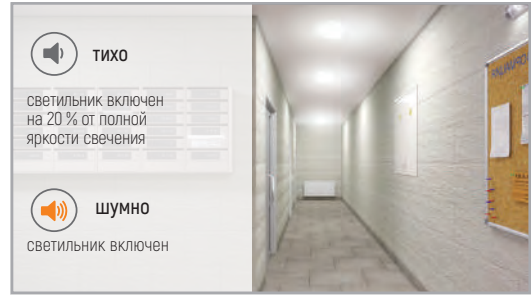 ТИХО
светильник включен
на 20 % от полной
яркости свечения
ШУМНО
светильник включен